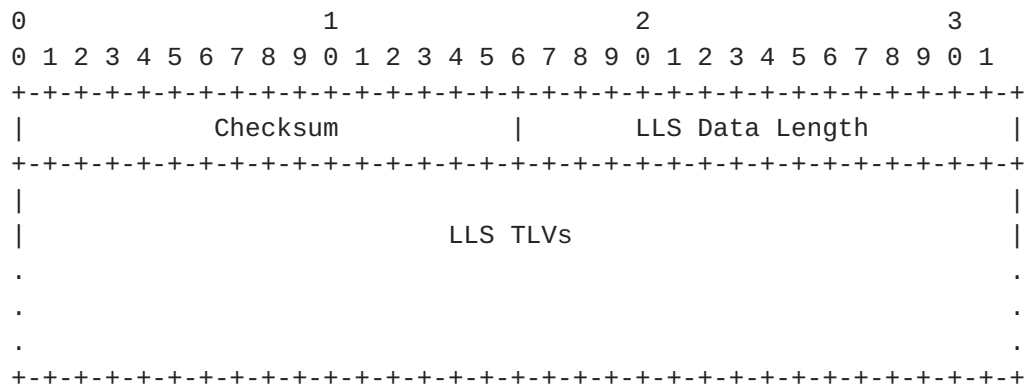 0                   1                   2                   3
0 1 2 3 4 5 6 7 8 9 0 1 2 3 4 5 6 7 8 9 0 1 2 3 4 5 6 7 8 9 0 1
+-+-+-+-+-+-+-+-+-+-+-+-+-+-+-+-+-+-+-+-+-+-+-+-+-+-+-+-+-+-+-+-+
|            Checksum           |       LLS Data Length         |
+-+-+-+-+-+-+-+-+-+-+-+-+-+-+-+-+-+-+-+-+-+-+-+-+-+-+-+-+-+-+-+-+
|                                                               |
|                           LLS TLVs                            |
.                                                               .
.                                                               .
.                                                               .
+-+-+-+-+-+-+-+-+-+-+-+-+-+-+-+-+-+-+-+-+-+-+-+-+-+-+-+-+-+-+-+-+